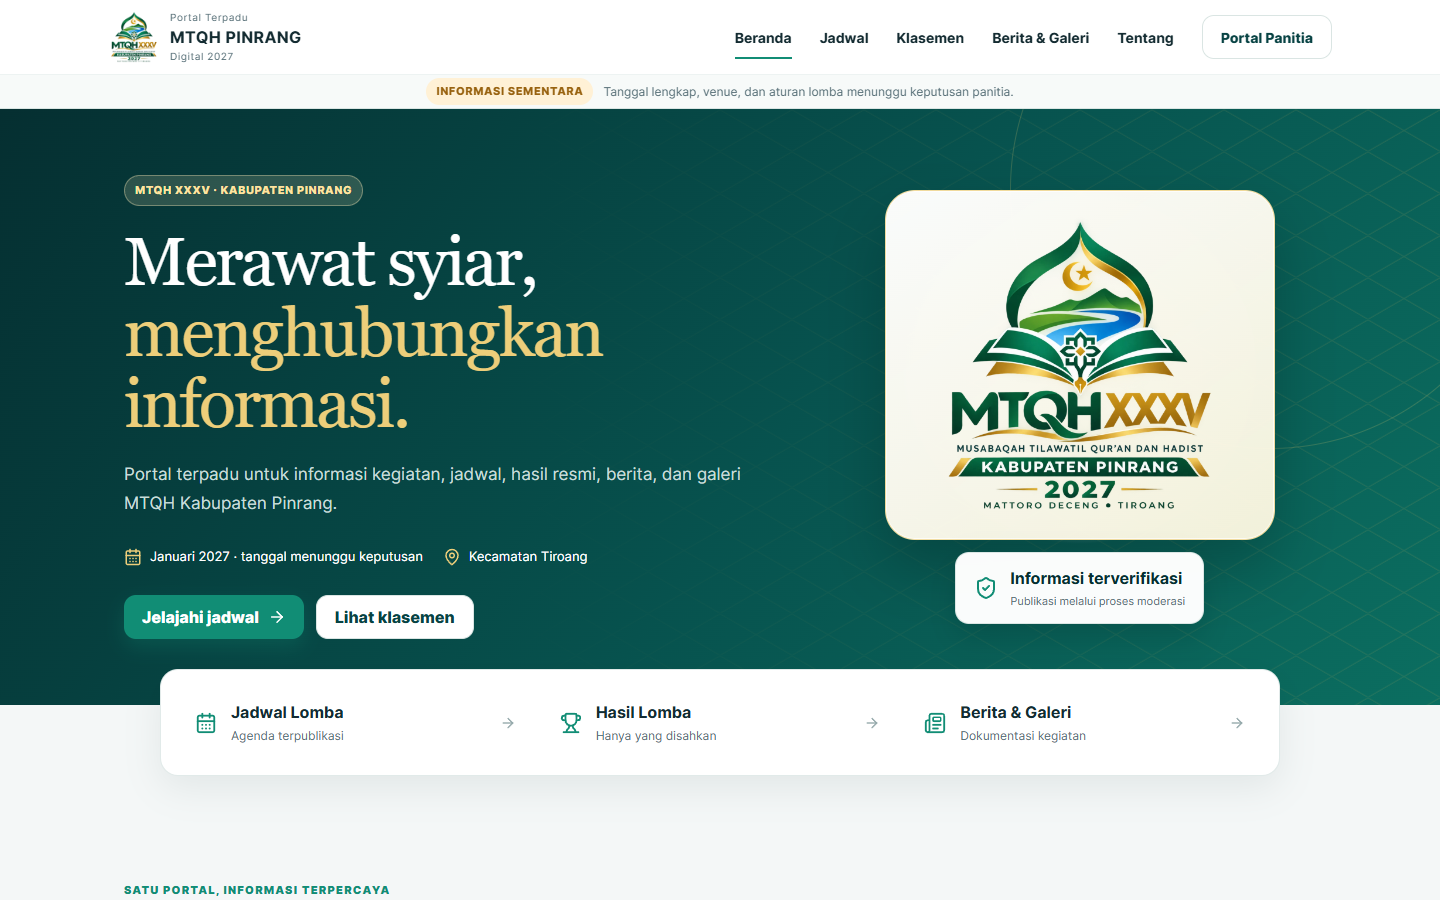 MTQH XXXV
KABUPATEN PINRANG
2027
Portal Terpadu
MTQH PINRANG
Digital 2027
Beranda
Jadwal
Klasemen
Berita & Galeri
Tentang
Portal Panitia
INFORMASI SEMENTARA
Tanggal lengkap, venue, dan aturan lomba menunggu keputusan panitia.
MTQH XXXV · KABUPATEN PINRANG
Merawat syiar,
menghubungkan
informasi.
Portal terpadu untuk informasi kegiatan, jadwal, hasil resmi, berita, dan galeri
MTQH Kabupaten Pinrang.
Januari 2027 · tanggal menunggu keputusan
Kecamatan Tiroang
Jelajahi jadwal
Lihat klasemen
MTQH XXXV
MUSABAQAH TILAWATIL QUR'AN DAN HADIST
KABUPATEN PINRANG
2027
MATTORO DECENG • TIROANG
Informasi terverifikasi
Publikasi melalui proses moderasi
Jadwal Lomba
Agenda terpublikasi
Hasil Lomba
Hanya yang disahkan
Berita & Galeri
Dokumentasi kegiatan
SATU PORTAL, INFORMASI TERPERCAYA